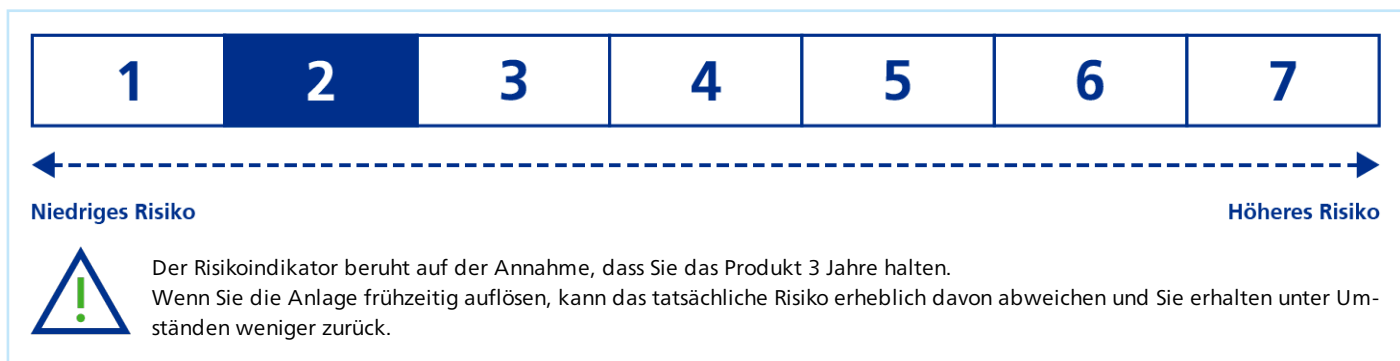 1 2 3 4 5 6 7
Niedriges Risiko Höheres Risiko
Der Risikoindikator beruht auf der Annahme, dass Sie das Produkt 3 Jahre halten.
Wenn Sie die Anlage frühzeitig auflösen, kann das tatsächliche Risiko erheblich davon abweichen und Sie erhalten unter Um-
ständen weniger zurück.